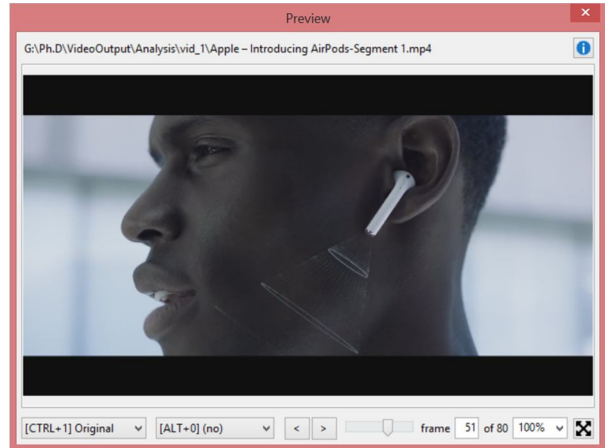 Preview
G:\Ph.D\VideoOutput\Analysis\vid_1\Apple – Introducing AirPods-Segment 1.mp4
[CTRL+1] Original [ALT+0] (no) < > frame 51 of 80 100%